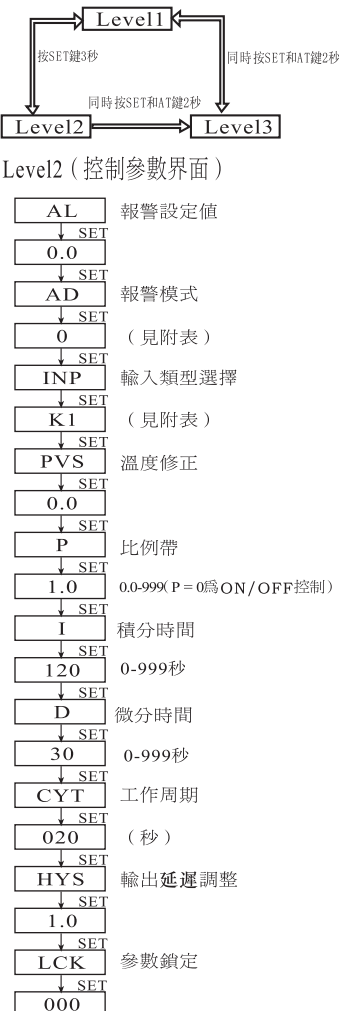 Level1
按SET鍵3秒
同時按SET和AT鍵2秒
同時按SET和AT鍵2秒
Level2
Level3
Level2（控制參數界面）
AL 報警設定値
SET
0.0
SET
AD 報警模式
SET
0 （見附表）
SET
INP 輸入類型選擇
SET
K1 （見附表）
SET
PVS 溫度修正
SET
0.0
SET
P 比例帶
SET
1.0 0.0-999（P＝0爲ON/OFF控制）
SET
I 積分時間
SET
120 0-999秒
SET
D 微分時間
SET
30 0-999秒
SET
CYT 工作周期
SET
020 （秒）
SET
HYS 輸出延遲調整
SET
1.0
SET
LCK 參數鎖定
SET
000